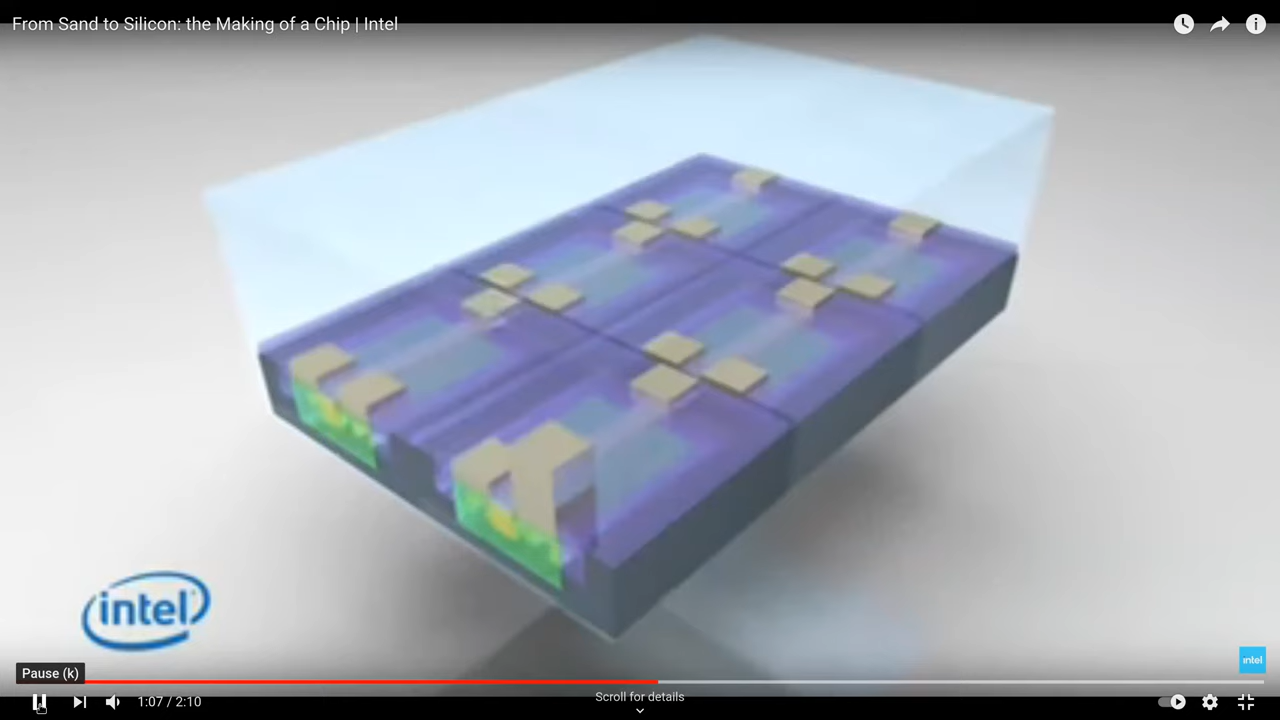 From Sand to Silicon: the Making of a Chip | Intel
intel
intel
Pause (k)
1:07 / 2:10
Scroll for details